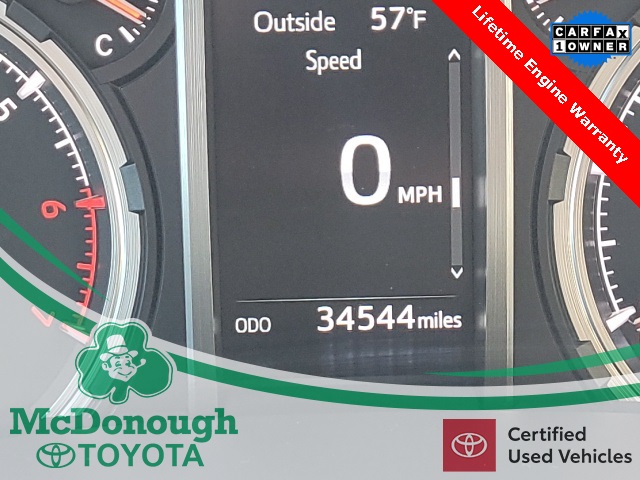 Outside 57°F
Speed
0 MPH
ODO 34544 miles
C
5
6
7
Lifetime Engine Warranty
CARFAX
1 OWNER
McDonough
TOYOTA
Certified
Used Vehicles